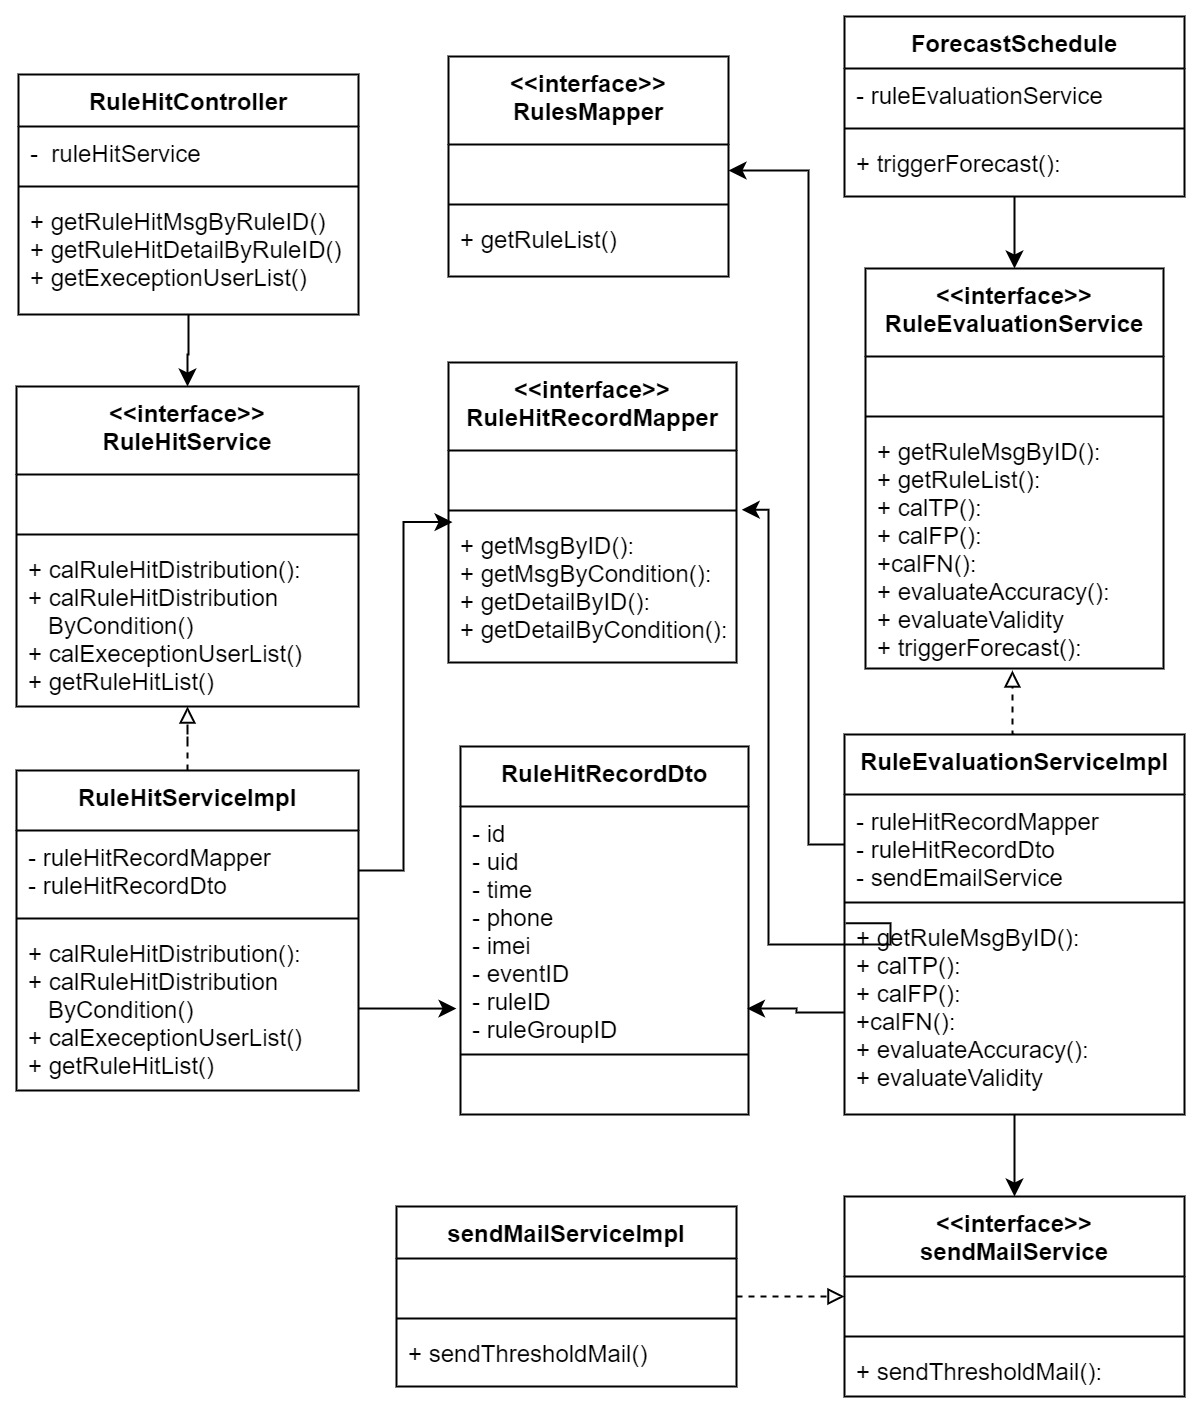 RuleHitController
-  ruleHitService
+ getRuleHitMsgByRuleID()
+ getRuleHitDetailByRuleID()
+ getExeceptionUserList()
<<interface>>
RulesMapper
+ getRuleList()
ForecastSchedule
- ruleEvaluationService
+ triggerForecast():
<<interface>>
RuleHitService
+ calRuleHitDistribution():
+ calRuleHitDistribution
ByCondition()
+ calExeceptionUserList()
+ getRuleHitList()
<<interface>>
RuleHitRecordMapper
+ getMsgByID():
+ getMsgByCondition():
+ getDetailByID():
+ getDetailByCondition():
<<interface>>
RuleEvaluationService
+ getRuleMsgByID():
+ getRuleList():
+ calTP():
+ calFP():
+calFN():
+ evaluateAccuracy():
+ evaluateValidity
+ triggerForecast():
RuleHitServiceImpl
- ruleHitRecordMapper
- ruleHitRecordDto
+ calRuleHitDistribution():
+ calRuleHitDistribution
ByCondition()
+ calExeceptionUserList()
+ getRuleHitList()
RuleHitRecordDto
- id
- uid
- time
- phone
- imei
- eventID
- ruleID
- ruleGroupID
RuleEvaluationServiceImpl
- ruleHitRecordMapper
- ruleHitRecordDto
- sendEmailService
+ getRuleMsgByID():
+ calTP():
+ calFP():
+calFN():
+ evaluateAccuracy():
+ evaluateValidity
sendMailServiceImpl
+ sendThresholdMail()
<<interface>>
sendMailService
+ sendThresholdMail():